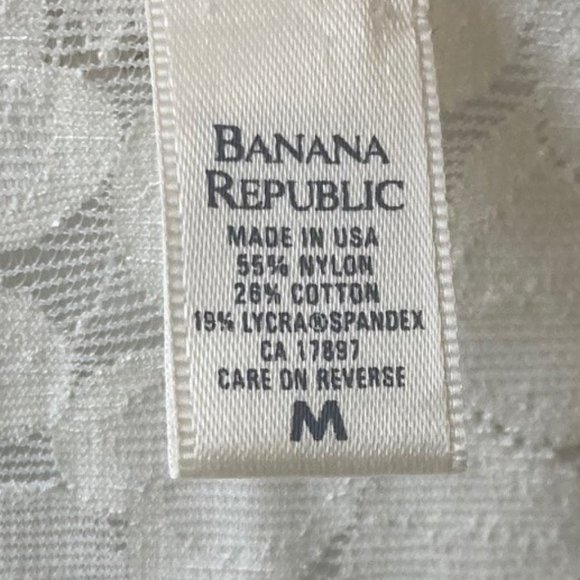 BANANA
REPUBLIC
MADE IN USA
55% NYLON
26% COTTON
19% LYCRA®SPANDEX
CA 17897
CARE ON REVERSE
M